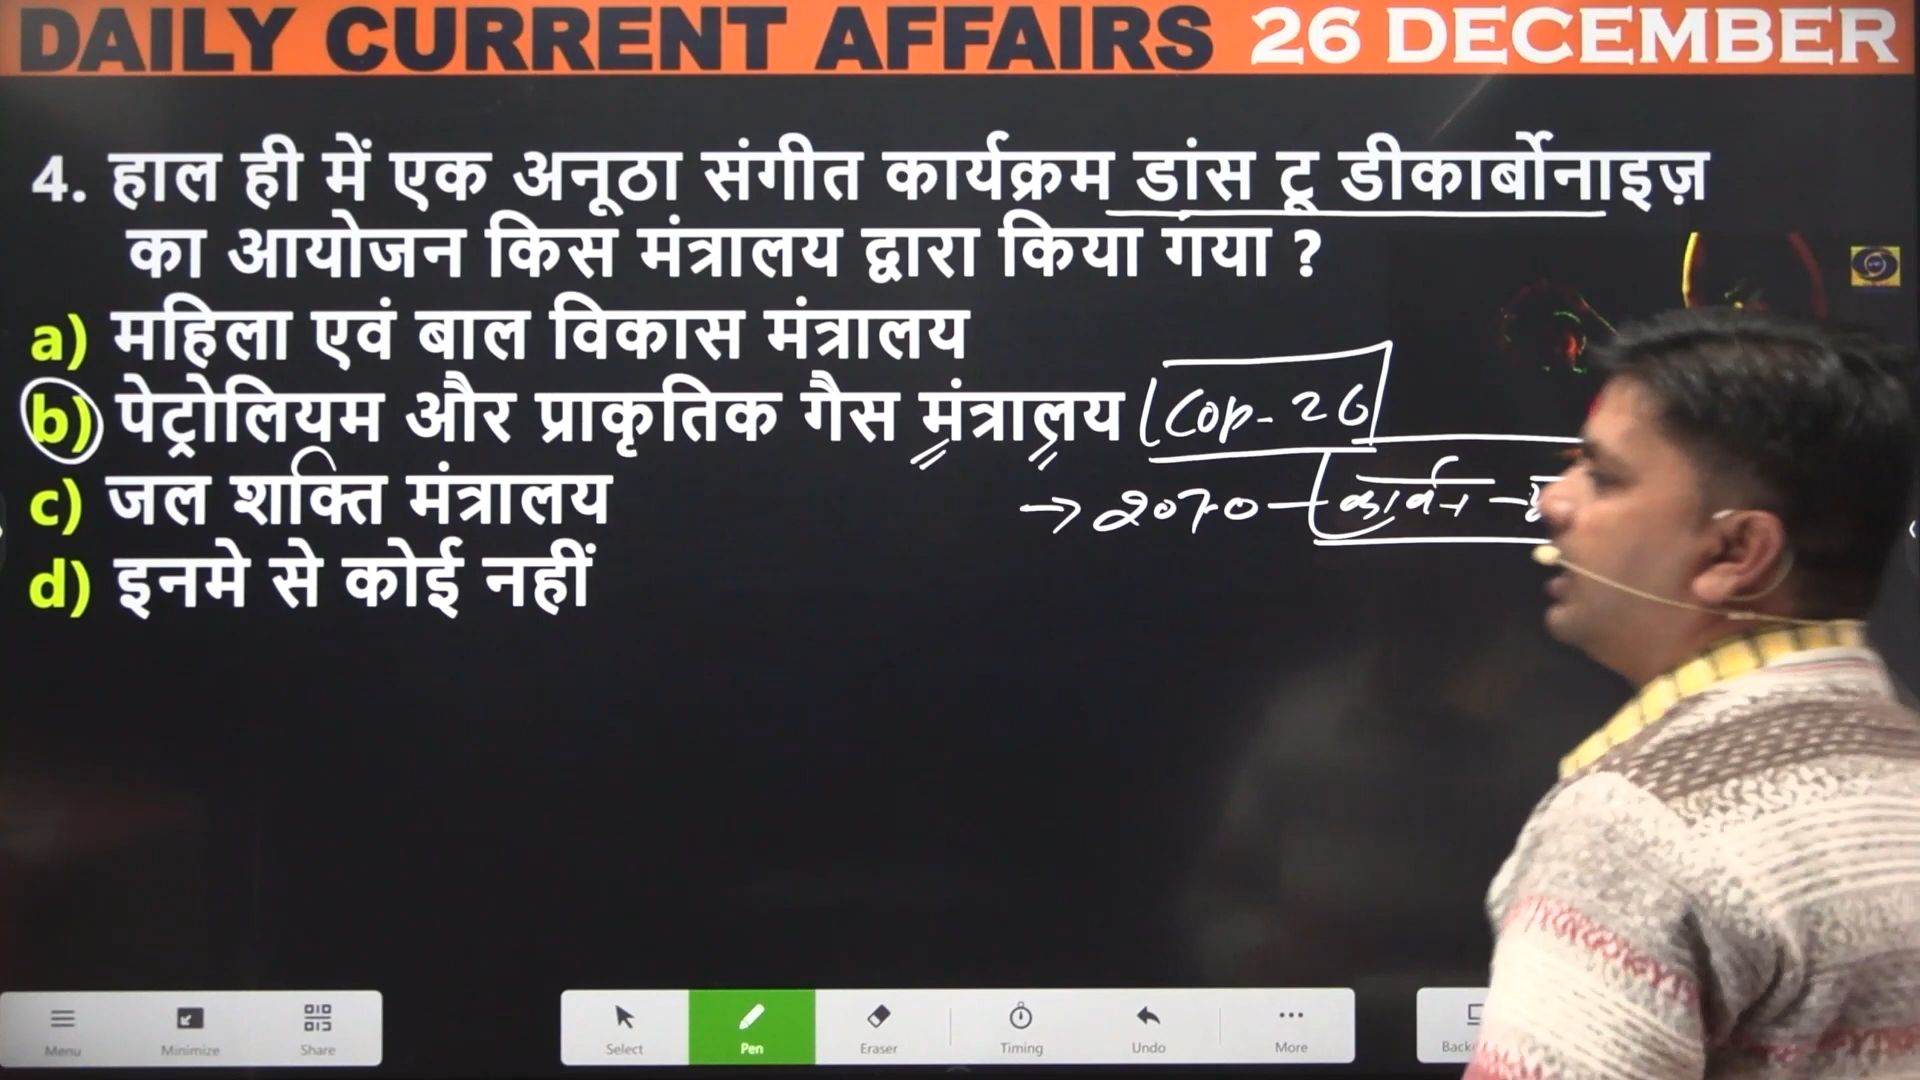 DAILY CURRENT AFFAIRS 26 DECEMBER
4. हाल ही में एक अनूठा संगीत कार्यक्रम डांस टू डीकार्बोनाइज़
का आयोजन किस मंत्रालय द्वारा किया गया ?
a) महिला एवं बाल विकास मंत्रालय
b) पेट्रोलियम और प्राकृतिक गैस मंत्रालय Cop-26
c) जल शक्ति मंत्रालय
→ 2070 - कार्बन -
d) इनमे से कोई नहीं
Menu Minimize Share Select Pen Eraser Timing Undo More